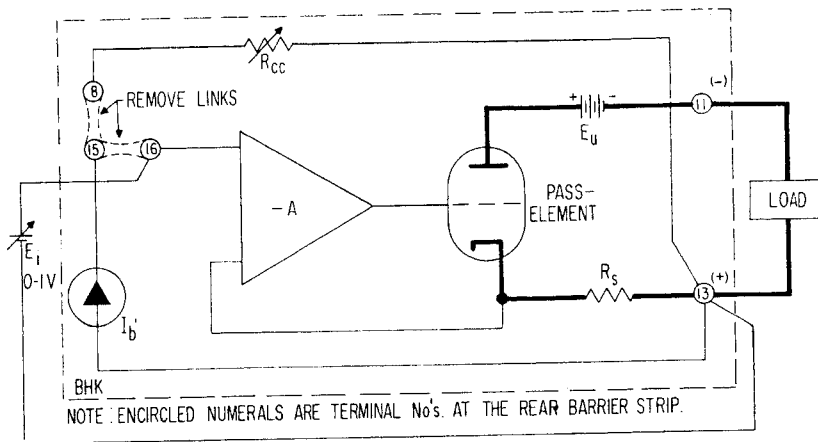 R_CC
8
REMOVE LINKS
15
16
+ -
E_u
(-)
11
-A
PASS-
ELEMENT
LOAD
E_i
0-1V
I_b'
R_s
(+)
13
BHK
NOTE: ENCIRCLED NUMERALS ARE TERMINAL No's. AT THE REAR BARRIER STRIP.